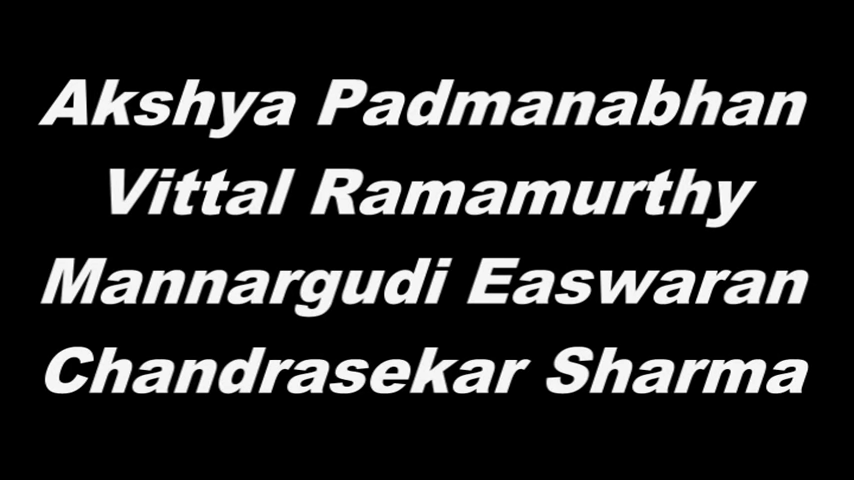 Akshya Padmanabhan
Vittal Ramamurthy
Mannargudi Easwaran
Chandrasekar Sharma